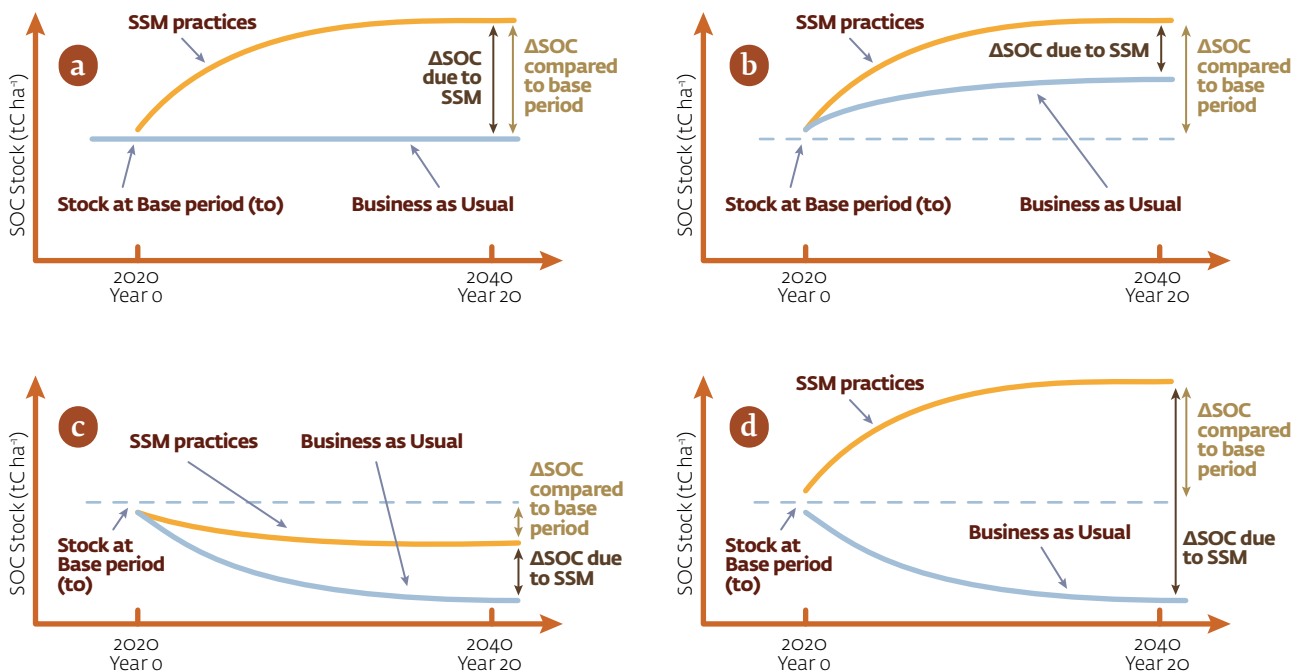 SOC Stock (tC ha⁻¹)
a
SSM practices
ΔSOC
due to
SSM
ΔSOC
compared
to base
period
Stock at Base period (to)
Business as Usual
2020
Year 0
2040
Year 20
SOC Stock (tC ha⁻¹)
b
SSM practices
ΔSOC due to SSM
ΔSOC
compared
to base
period
Stock at Base period (to)
Business as Usual
2020
Year 0
2040
Year 20
SOC Stock (tC ha⁻¹)
c
SSM practices
Business as Usual
ΔSOC
compared
to base
period
Stock at
Base period
(to)
ΔSOC due
to SSM
2020
Year 0
2040
Year 20
SOC Stock (tC ha⁻¹)
d
SSM practices
ΔSOC
compared
to base
period
Stock at
Base period
(to)
Business as Usual
ΔSOC due
to SSM
2020
Year 0
2040
Year 20